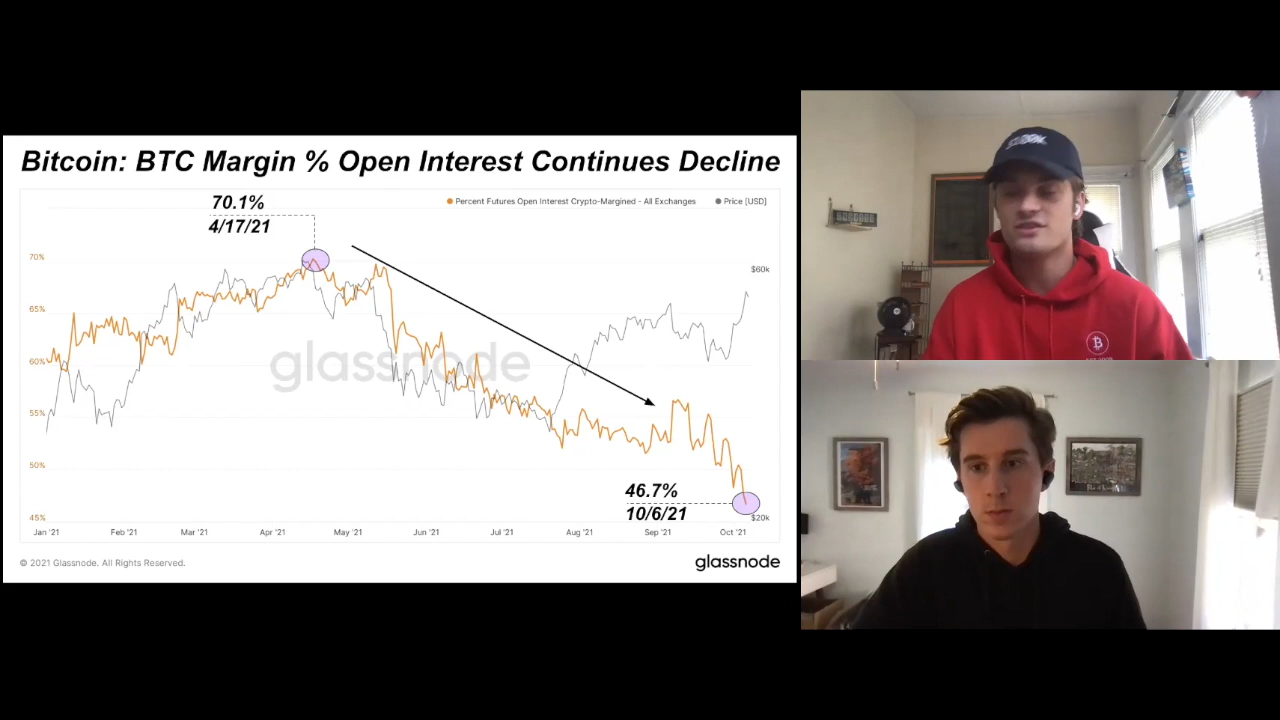 Bitcoin: BTC Margin % Open Interest Continues Decline
70.1%
4/17/21
Percent Futures Open Interest Crypto-Margined - All Exchanges
Price [USD]
70%
65%
60%
55%
50%
45%
$60k
$20k
glassnode
46.7%
10/6/21
Jan '21
Feb '21
Mar '21
Apr '21
May '21
Jun '21
Jul '21
Aug '21
Sep '21
Oct '21
© 2021 Glassnode. All Rights Reserved.
glassnode
B